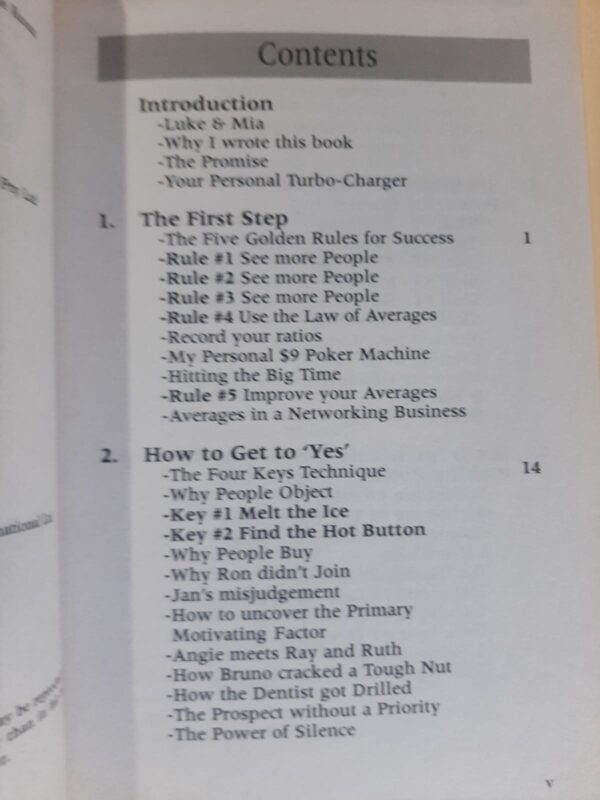 Contents
Introduction
-Luke & Mia
-Why I wrote this book
-The Promise
-Your Personal Turbo-Charger
1. The First Step
-The Five Golden Rules for Success 1
-Rule #1 See more People
-Rule #2 See more People
-Rule #3 See more People
-Rule #4 Use the Law of Averages
-Record your ratios
-My Personal $9 Poker Machine
-Hitting the Big Time
-Rule #5 Improve your Averages
-Averages in a Networking Business
2. How to Get to ‘Yes’
-The Four Keys Technique 14
-Why People Object
-Key #1 Melt the Ice
-Key #2 Find the Hot Button
-Why People Buy
-Why Ron didn't Join
-Jan's misjudgement
-How to uncover the Primary
Motivating Factor
-Angie meets Ray and Ruth
-How Bruno cracked a Tough Nut
-How the Dentist got Drilled
-The Prospect without a Priority
-The Power of Silence
v